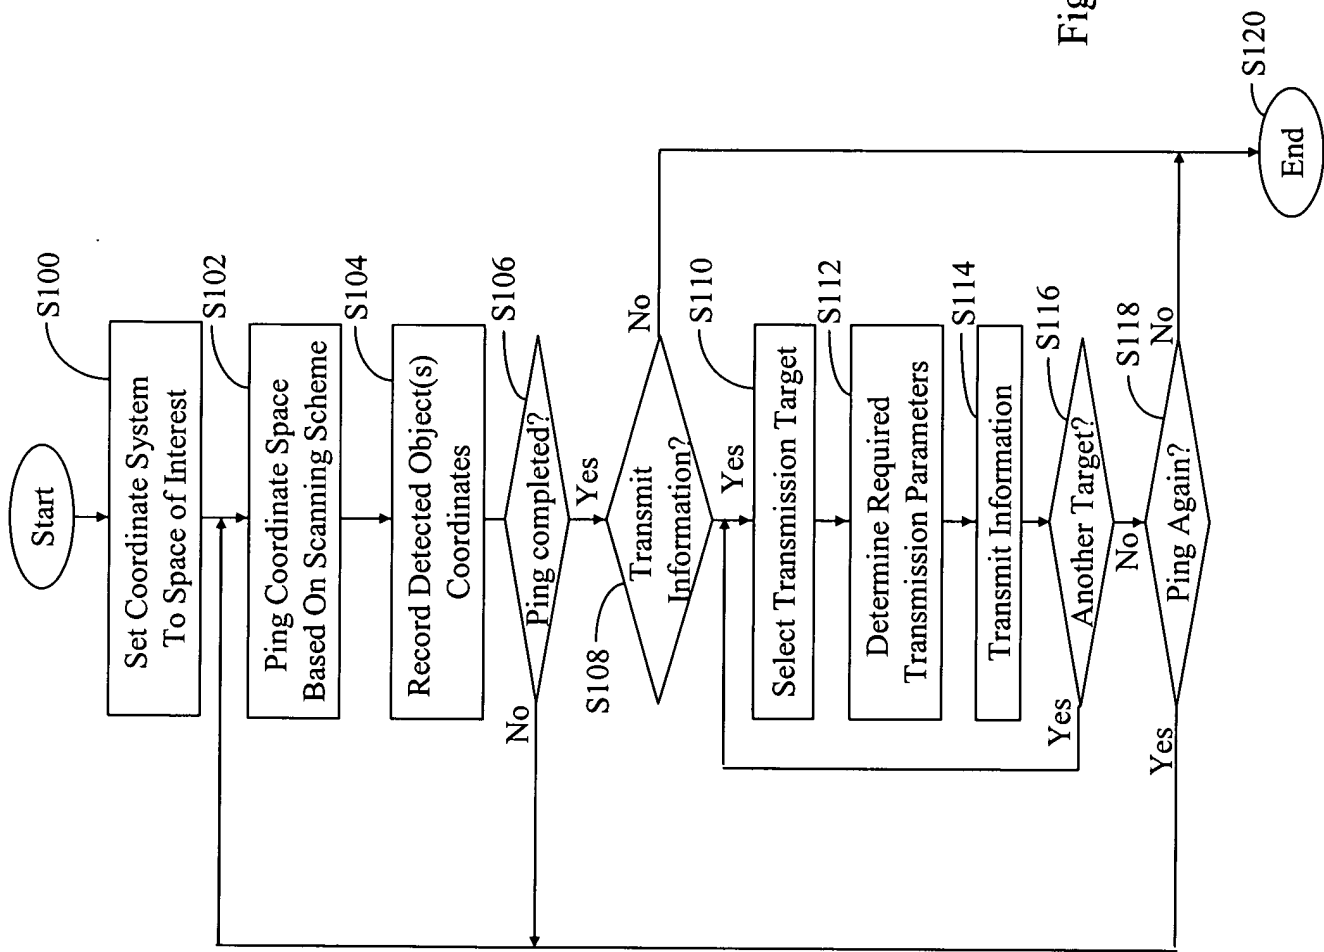 Start
S100
Set Coordinate System
To Space of Interest
S102
Ping Coordinate Space
Based On Scanning Scheme
S104
Record Detected Object(s)
Coordinates
S106
Ping completed?
No
Yes
S108
Transmit
Information?
No
Yes
S110
Select Transmission Target
S112
Determine Required
Transmission Parameters
S114
Transmit Information
S116
Another Target?
Yes
No
S118
Ping Again?
Yes
No
S120
End